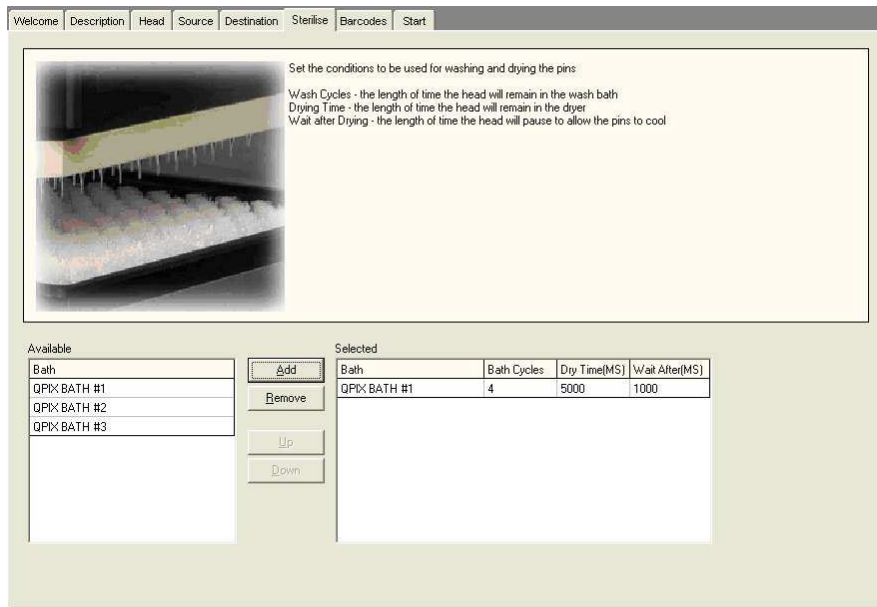 Welcome Description Head Source Destination Sterilise Barcodes Start
Set the conditions to be used for washing and drying the pins
Wash Cycles - the length of time the head will remain in the wash bath
Drying Time - the length of time the head will remain in the dryer
Wait after Drying - the length of time the head will pause to allow the pins to cool
Available
Bath
QPIX BATH #1
QPIX BATH #2
QPIX BATH #3
Add
Remove
Up
Down
Selected
Bath Bath Cycles Dry Time(MS) Wait After(MS)
QPIX BATH #1 4 5000 1000